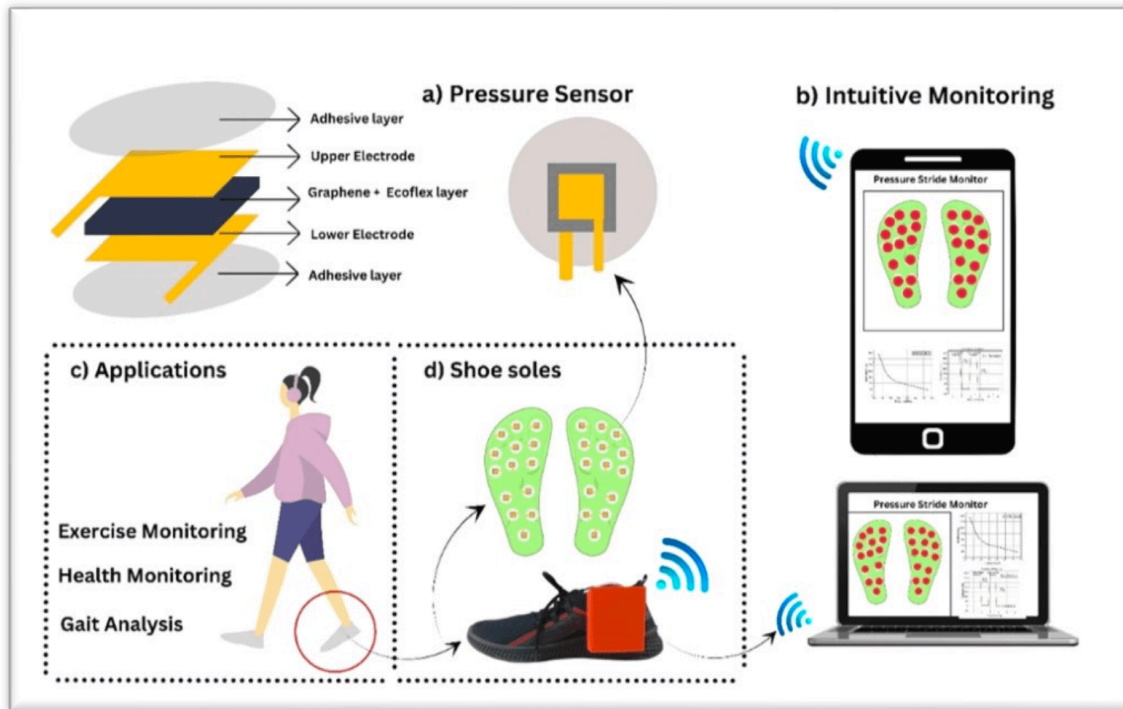 a) Pressure Sensor
Adhesive layer
Upper Electrode
Graphene + Ecoflex layer
Lower Electrode
Adhesive layer
b) Intuitive Monitoring
Pressure Stride Monitor
c) Applications
Exercise Monitoring
Health Monitoring
Gait Analysis
d) Shoe soles
Pressure Stride Monitor